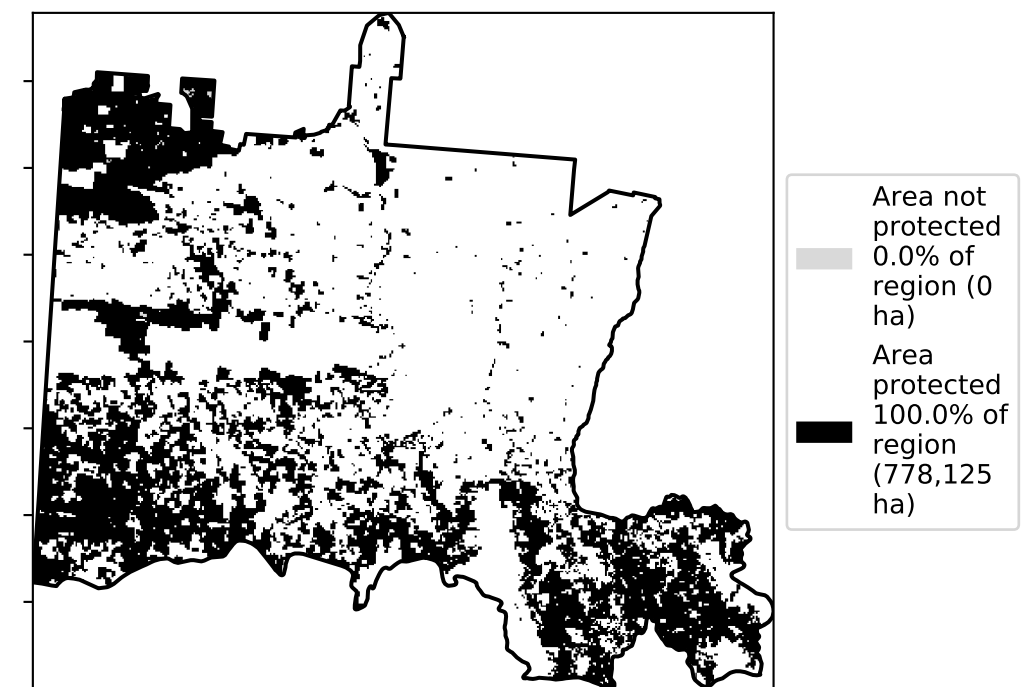 Area not
protected
0.0% of
region (0
ha)
Area
protected
100.0% of
region
(778,125
ha)